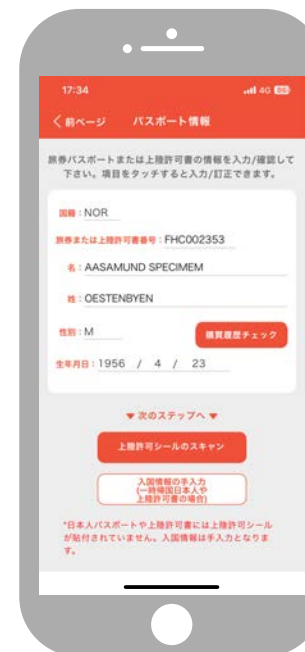 17:34 4G 86
く前ページ パスポート情報
旅券パスポートまたは上陸許可書の情報を入力/確認して
下さい。項目をタッチすると入力/訂正できます。
国籍：NOR
旅券または上陸許可書番号：FHC002353
名：AASAMUND SPECIMEM
姓：OESTENBYEN
性別：M 購買履歴チェック
生年月日：1956 / 4 / 23
▼次のステップへ▼
上陸許可シールのスキャン
入国情報の手入力
(一時帰国日本人や
上陸許可書の場合)
*日本人パスポートや上陸許可書には上陸許可シール
が貼付されていません。入国情報は手入力となりま
す。